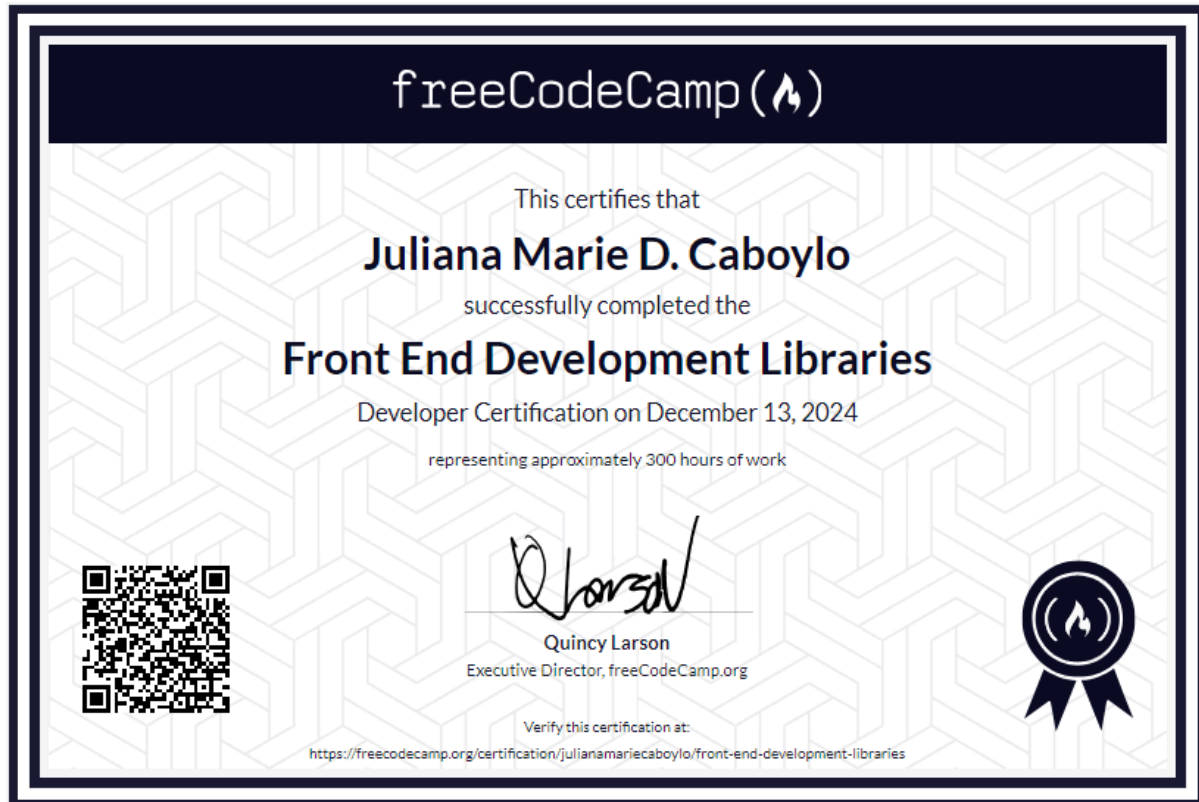 freeCodeCamp(🔥)
This certifies that
Juliana Marie D. Caboylo
successfully completed the
Front End Development Libraries
Developer Certification on December 13, 2024
representing approximately 300 hours of work
Q Larson
Quincy Larson
Executive Director, freeCodeCamp.org
Verify this certification at:
https://freecodecamp.org/certification/julianamariecaboylo/front-end-development-libraries